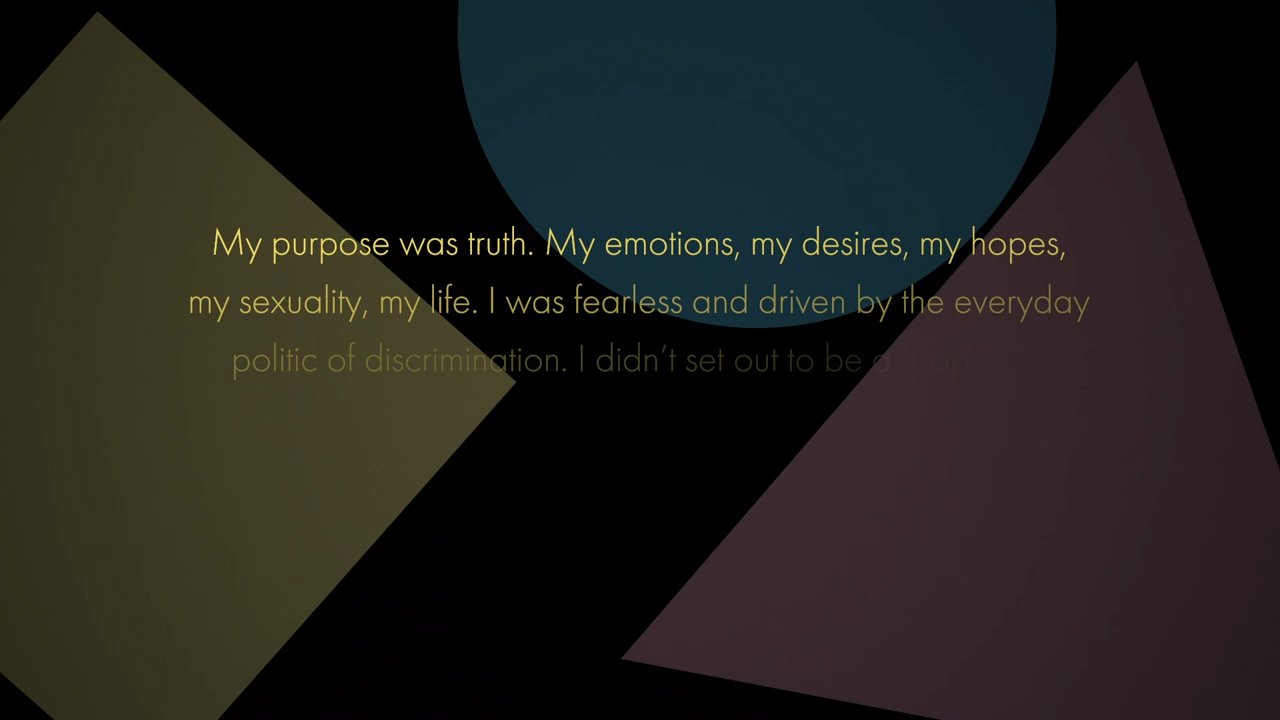 My purpose was truth. My emotions, my desires, my hopes,
my sexuality, my life. I was fearless and driven by the everyday
politic of discrimination. I didn’t set out to be a